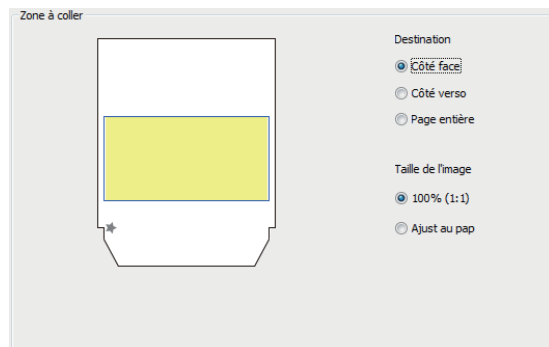 Zone à coller
Destination
Côté face
Côté verso
Page entière
Taille de l'image
100% (1:1)
Ajust au pap